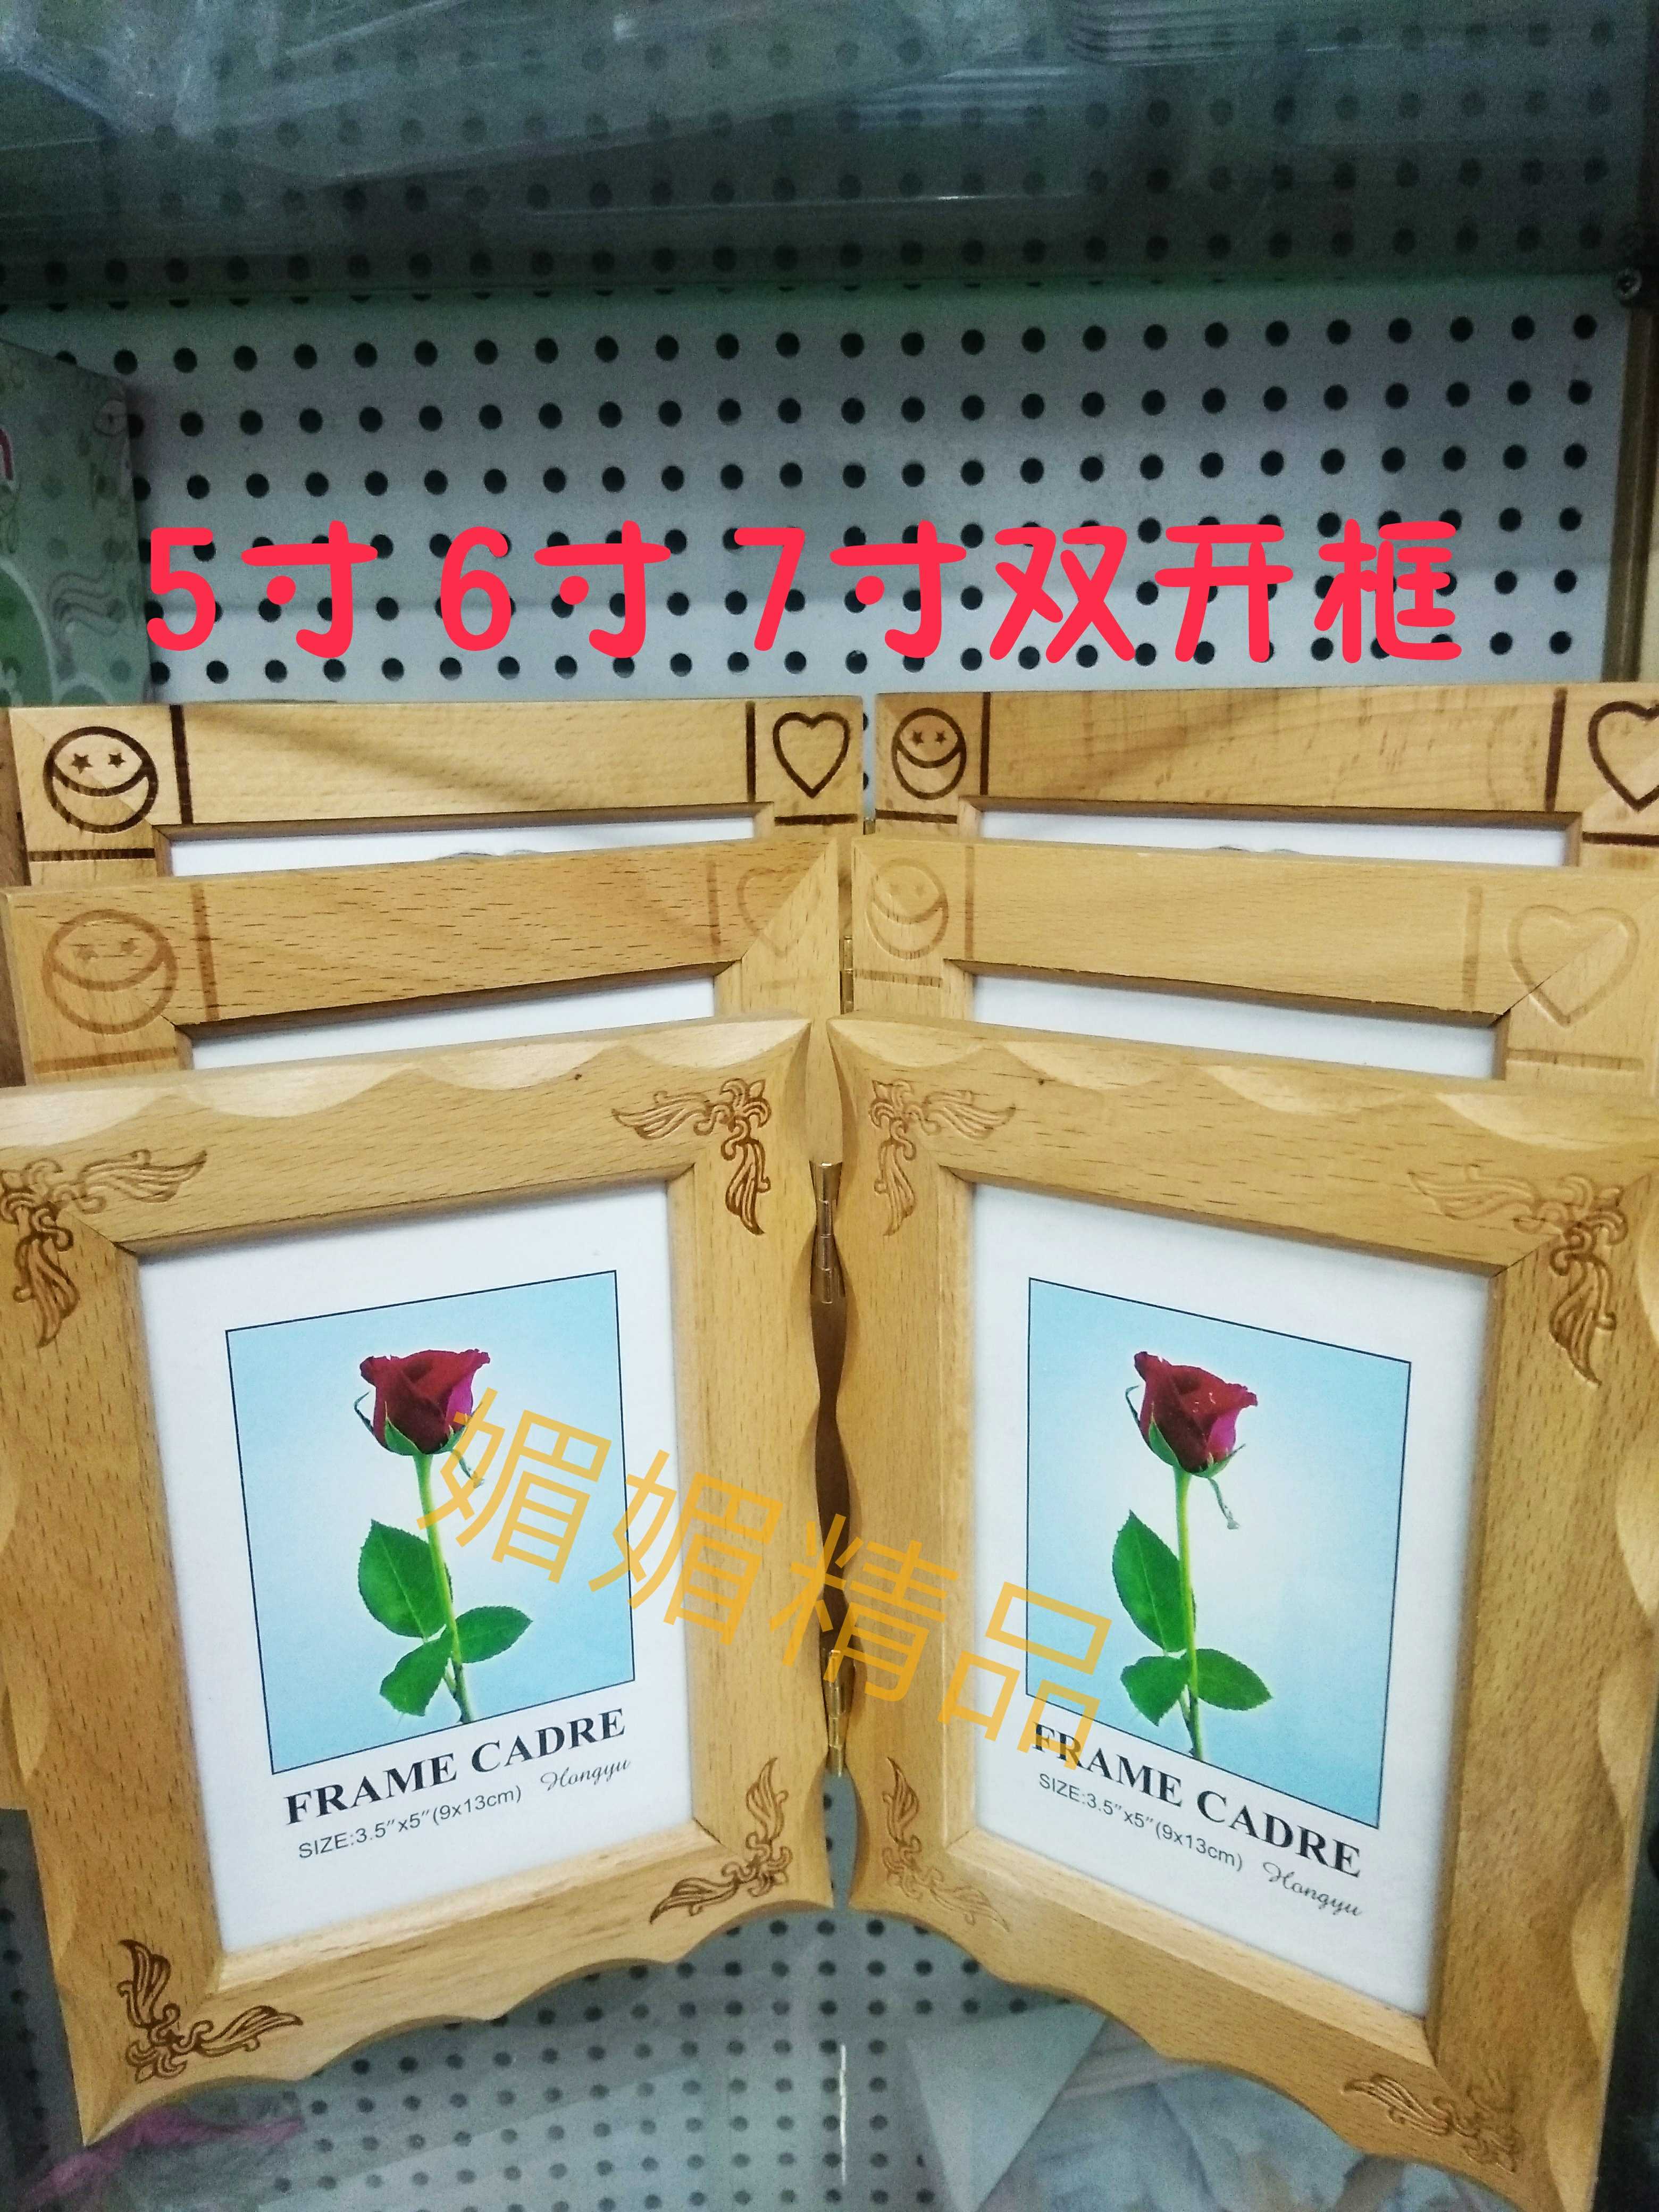 5寸 6寸 7寸双开框
媚媚精品
FRAME CADRE
SIZE:3.5"x5"(9x13cm) Hongyu
FRAME CADRE
SIZE:3.5"x5"(9x13cm) Hongyu